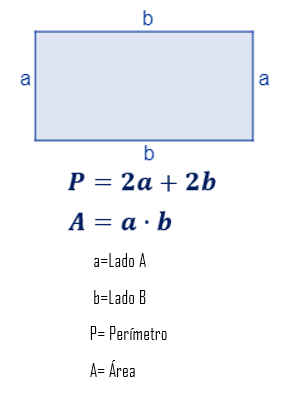 b
a a
b
P = 2a + 2b
A = a · b
a=Lado A
b=Lado B
P= Perímetro
A= Área